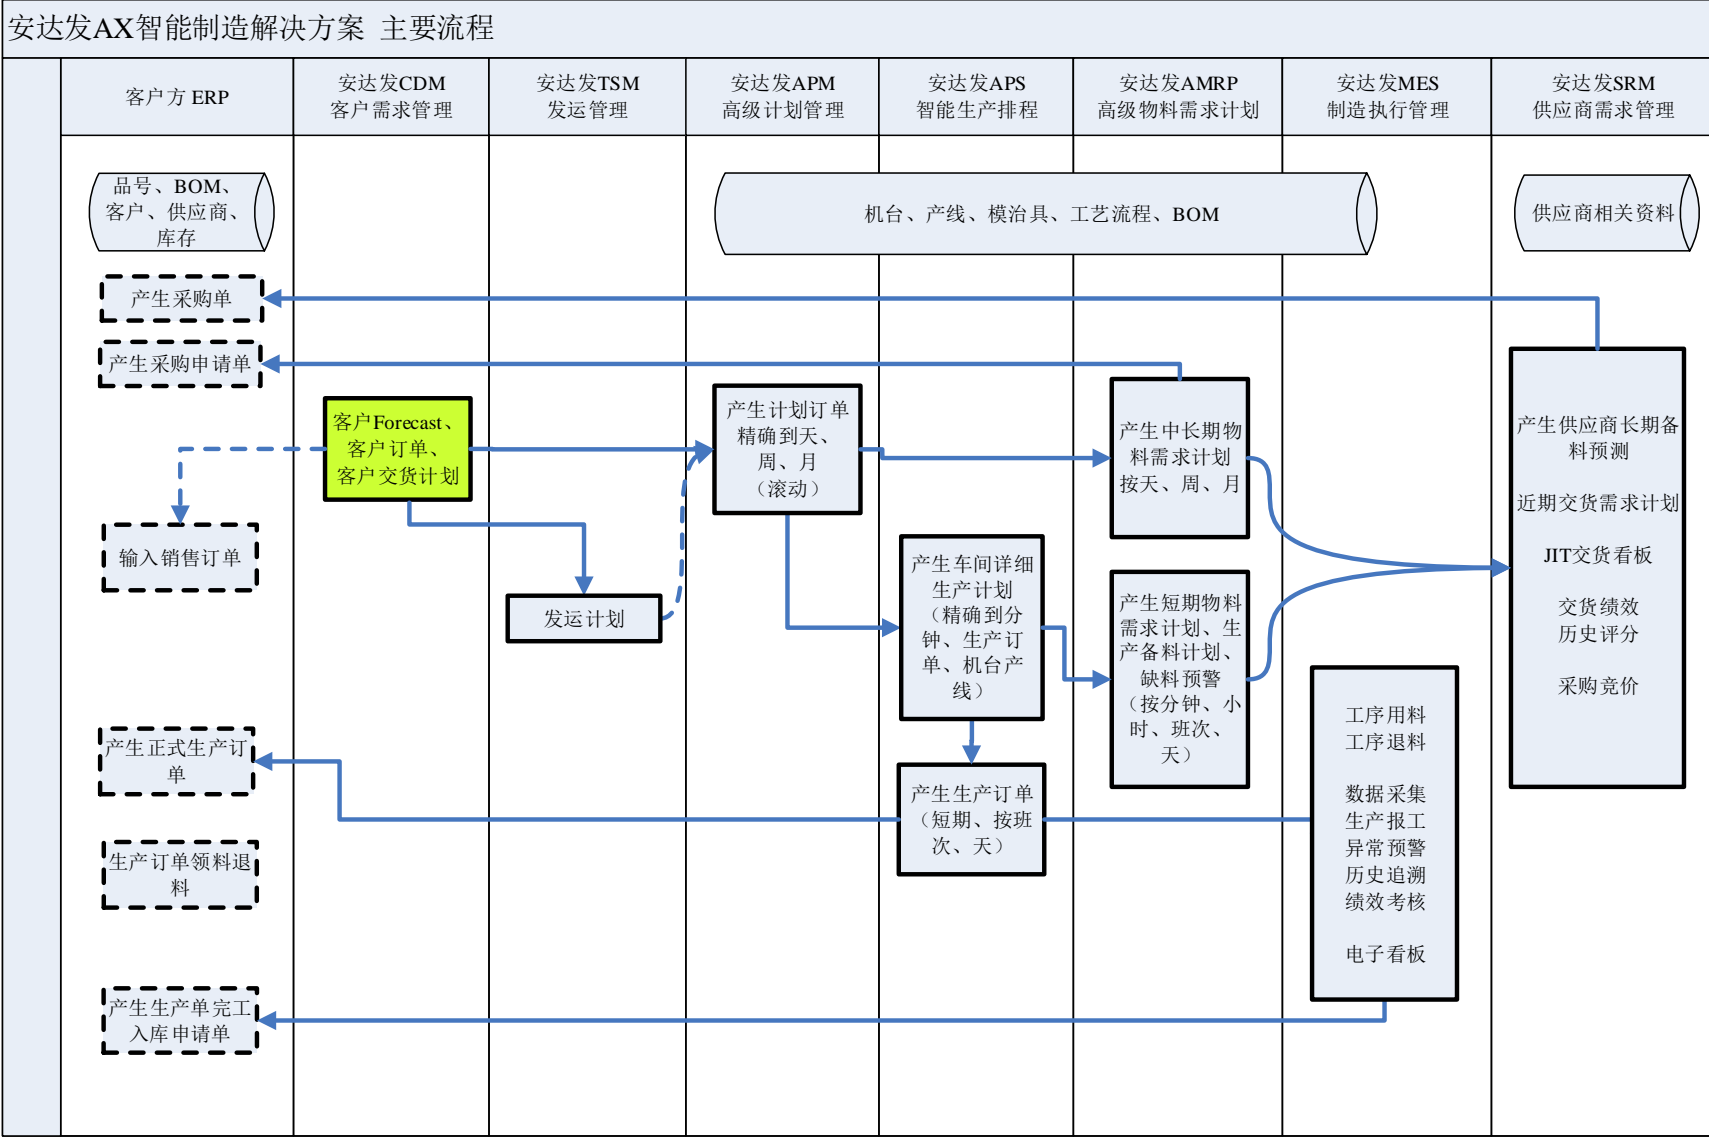 安达发AX智能制造解决方案 主要流程
客户方 ERP
安达发CDM
客户需求管理
安达发TSM
发运管理
安达发APM
高级计划管理
安达发APS
智能生产排程
安达发AMRP
高级物料需求计划
安达发MES
制造执行管理
安达发SRM
供应商需求管理
品号、BOM、
客户、供应商、
库存
机台、产线、模治具、工艺流程、BOM
供应商相关资料
产生采购单
产生采购申请单
客户Forecast、
客户订单、
客户交货计划
输入销售订单
发运计划
产生计划订单
精确到天、
周、月
（滚动）
产生车间详细
生产计划
（精确到分
钟、生产订
单、机台产
线）
产生生产订单
（短期、按班
次、天）
产生中长期物
料需求计划
按天、周、月
产生短期物料
需求计划、生
产备料计划、
缺料预警
（按分钟、小
时、班次、
天）
工序用料
工序退料
数据采集
生产报工
异常预警
历史追溯
绩效考核
电子看板
产生供应商长期备
料预测
近期交货需求计划
JIT交货看板
交货绩效
历史评分
采购竞价
产生正式生产订
单
生产订单领料退
料
产生生产单完工
入库申请单